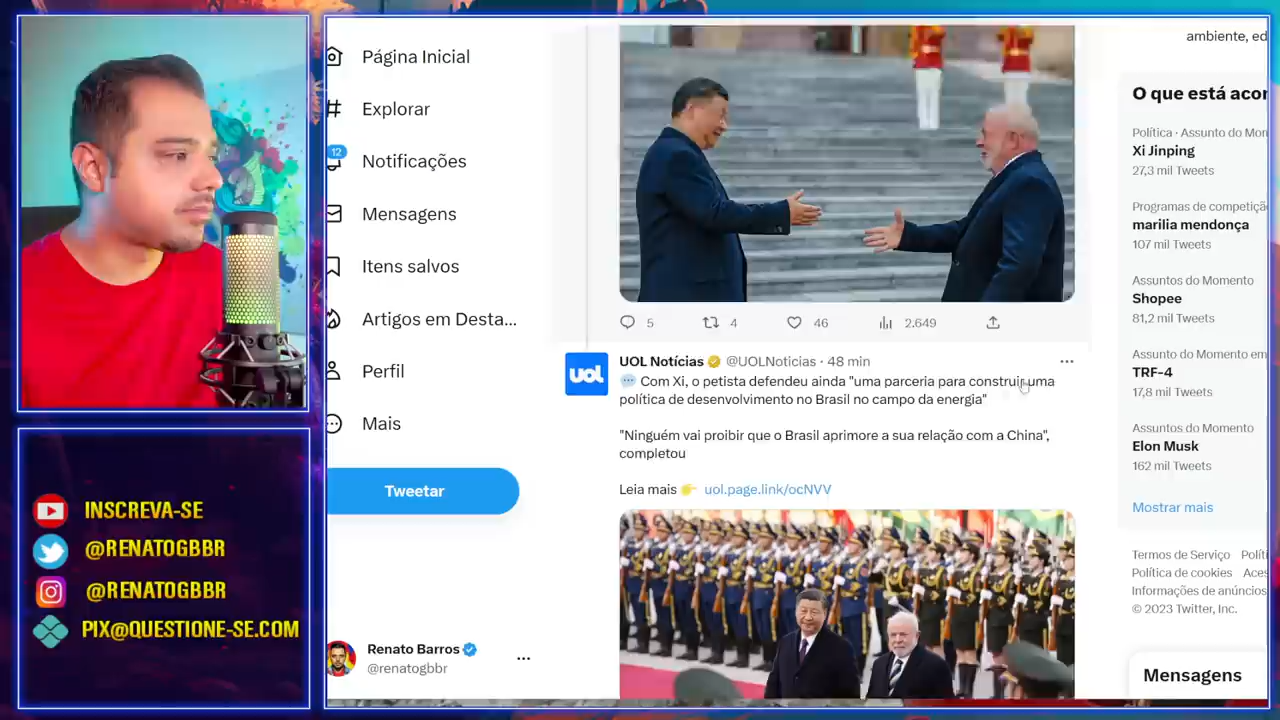 Página Inicial
Explorar
12
Notificações
Mensagens
Itens salvos
Artigos em Desta...
Perfil
Mais
Tweetar
Renato Barros
@renatogbbr
...
5
4
46
2.649
uol
UOL Notícias @UOLNoticias · 48 min
Com Xi, o petista defendeu ainda "uma parceria para construir uma
política de desenvolvimento no Brasil no campo da energia"
"Ninguém vai proibir que o Brasil aprimore a sua relação com a China",
completou
Leia mais 👉 uol.page.link/ocNVV
ambiente, ed
O que está acor
Política · Assunto do Mon
Xi Jinping
27,3 mil Tweets
Programas de competiçã
marilia mendonça
107 mil Tweets
Assuntos do Momento
Shopee
81,2 mil Tweets
Assunto do Momento em
TRF-4
17,8 mil Tweets
Assuntos do Momento
Elon Musk
162 mil Tweets
Mostrar mais
Termos de Serviço Políti
Política de cookies Aces
Informações de anúncios
© 2023 Twitter, Inc.
Mensagens
INSCREVA-SE
@RENATOGBBR
@RENATOGBBR
PIX@QUESTIONE-SE.COM